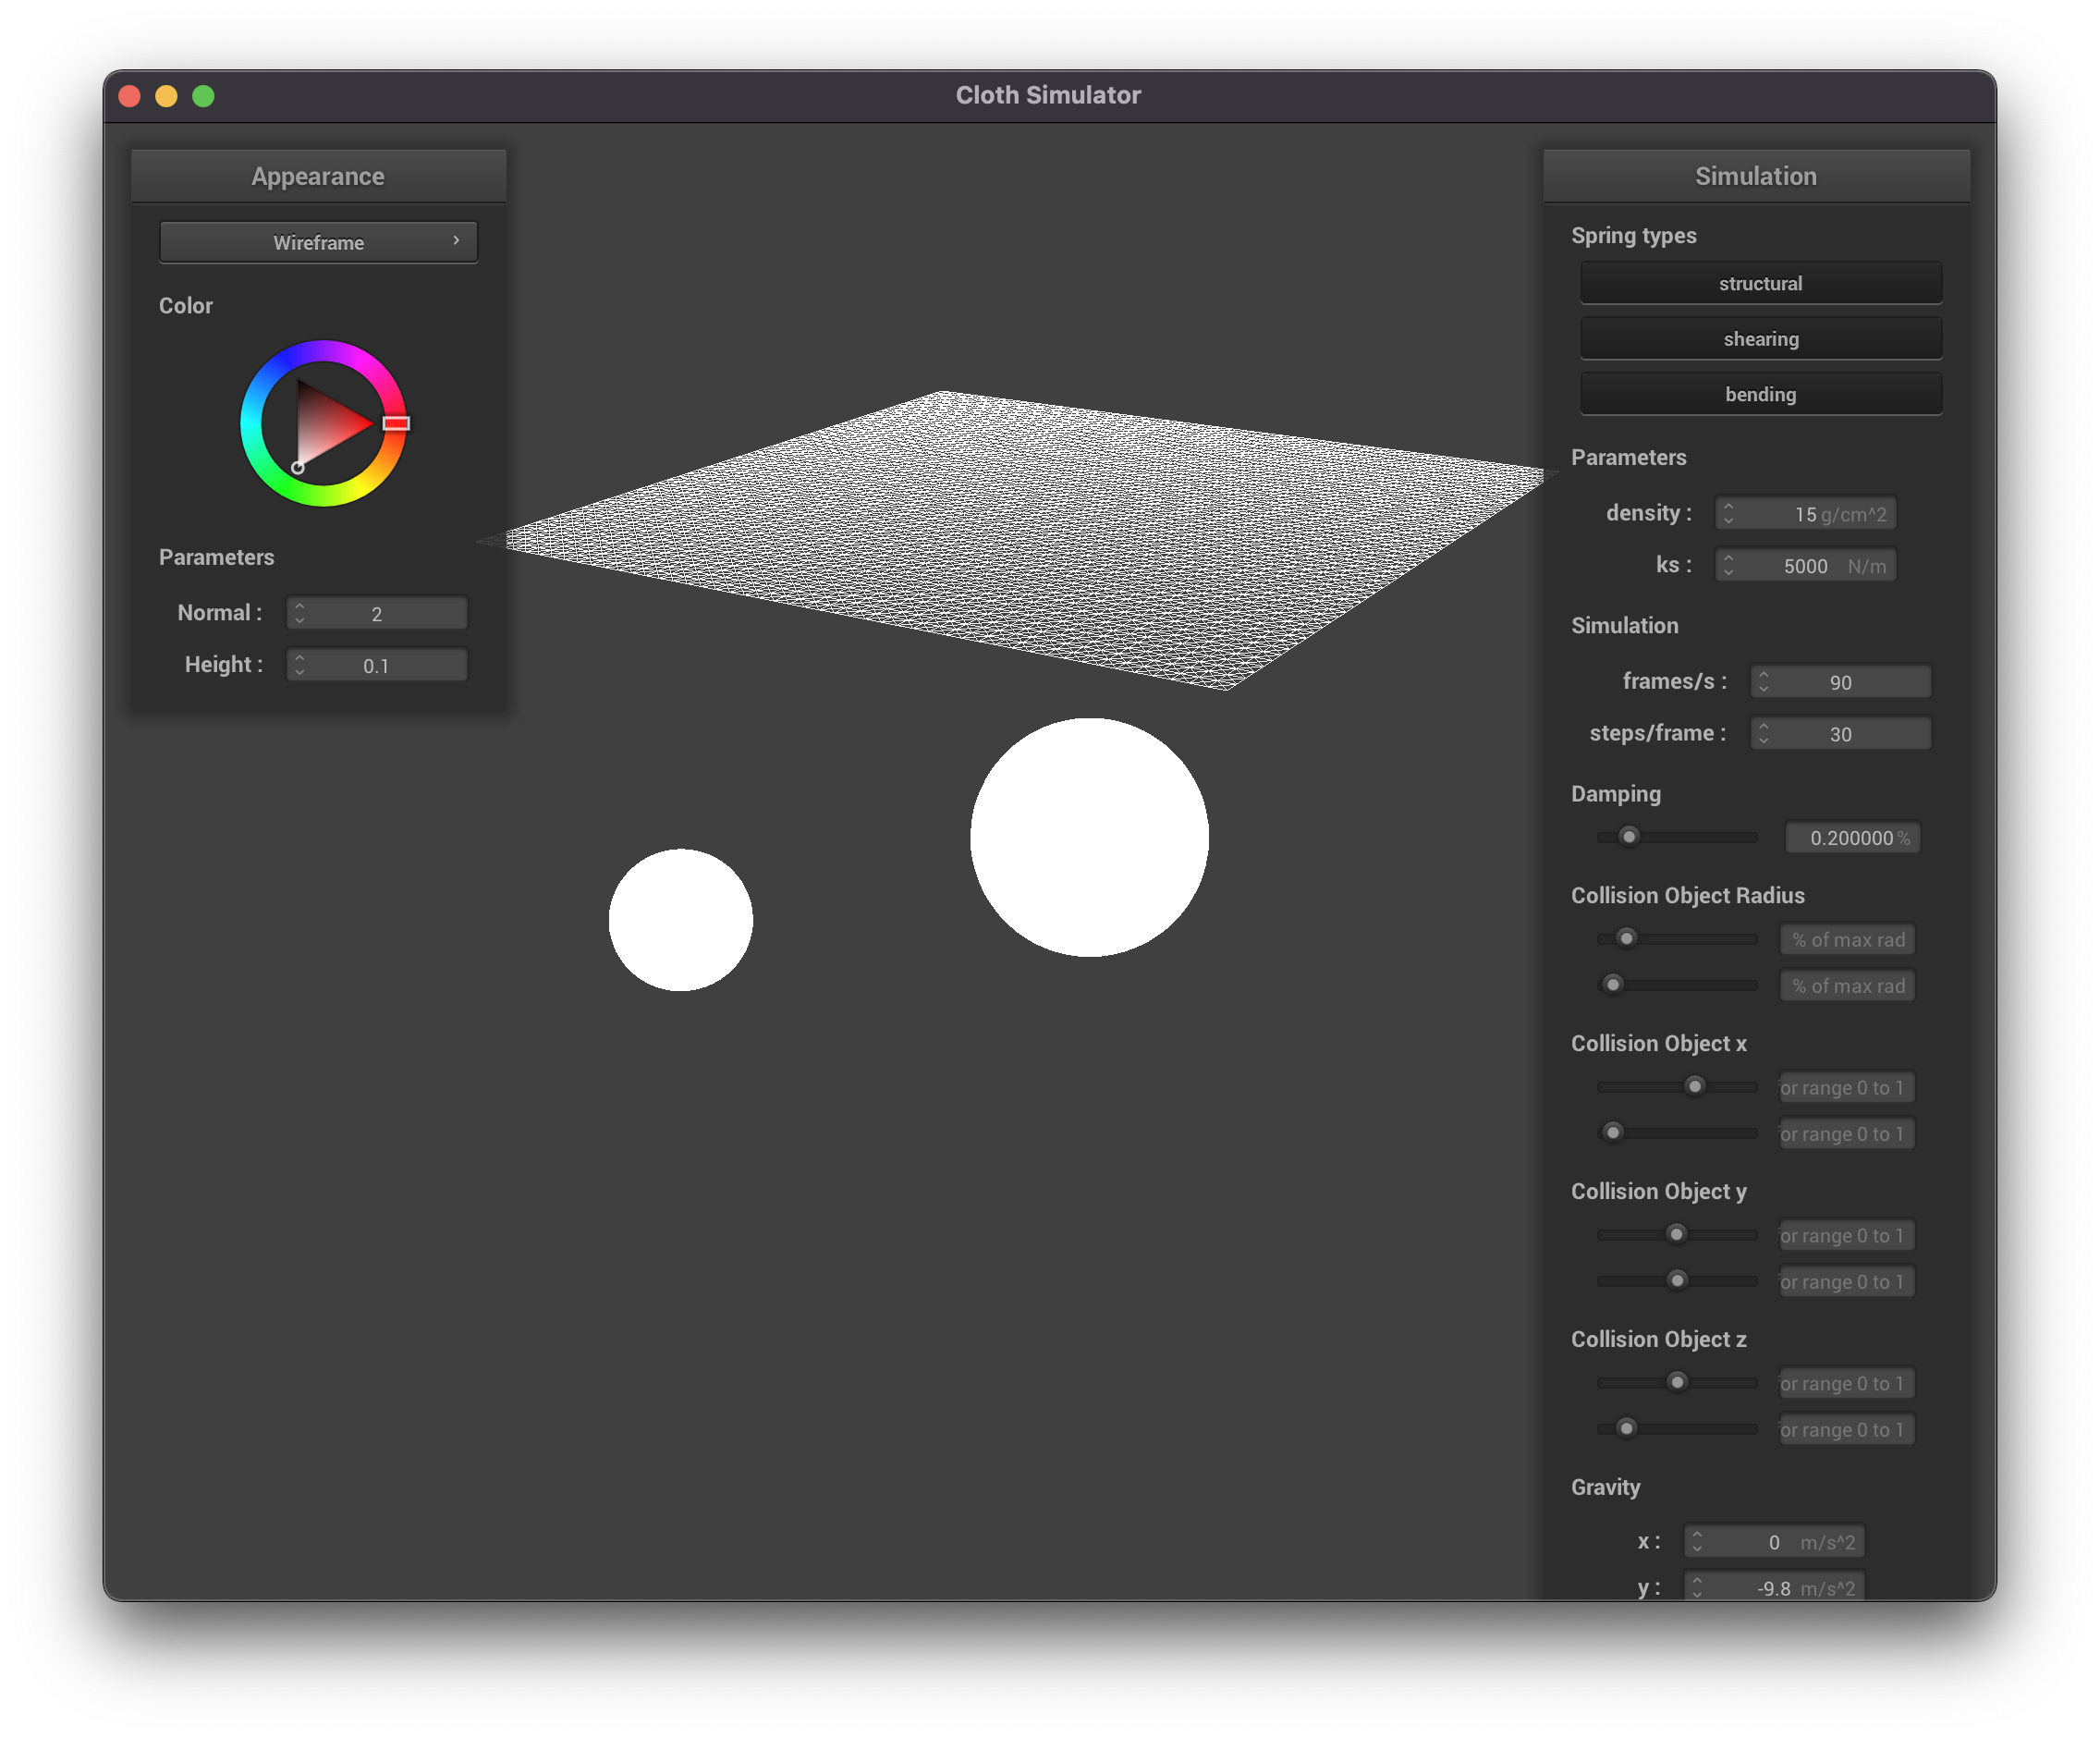 Cloth Simulator
Appearance
Wireframe
Color
Parameters
Normal : 2
Height : 0.1
Simulation
Spring types
structural
shearing
bending
Parameters
density : 15 g/cm^2
ks : 5000 N/m
Simulation
frames/s : 90
steps/frame : 30
Damping
0.200000 %
Collision Object Radius
% of max rad
% of max rad
Collision Object x
or range 0 to 1
or range 0 to 1
Collision Object y
or range 0 to 1
or range 0 to 1
Collision Object z
or range 0 to 1
or range 0 to 1
Gravity
x : 0 m/s^2
y : -9.8 m/s^2